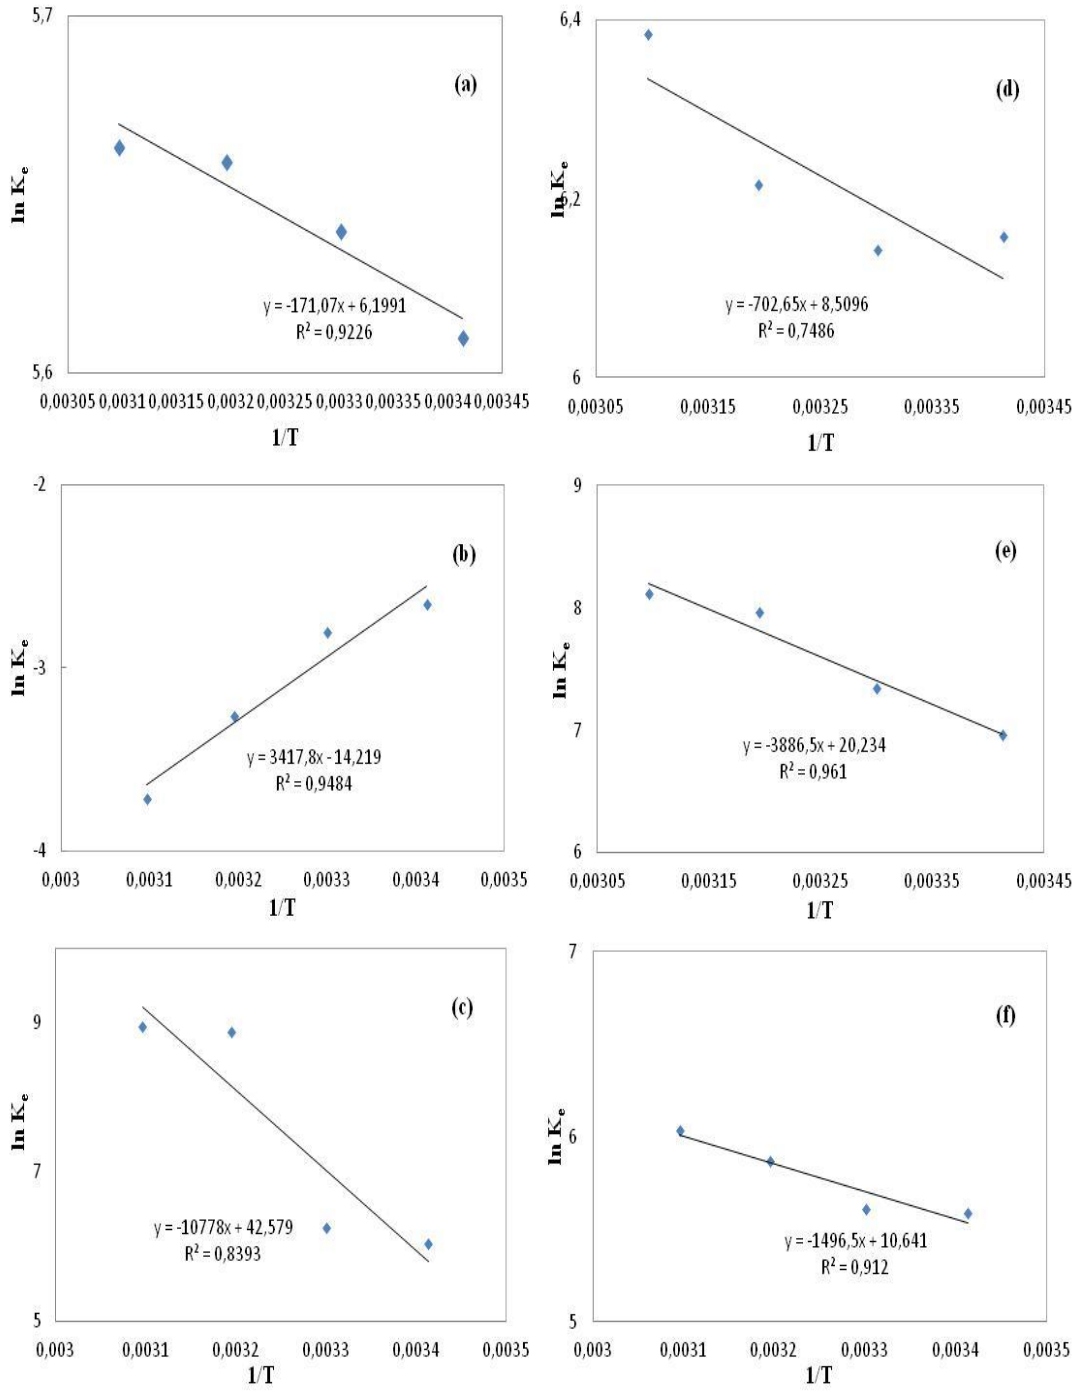 5,7
(a)
ln Ke
y = -171,07x + 6,1991
R² = 0,9226
5,6
0,00305 0,0031 0,00315 0,0032 0,00325 0,0033 0,00335 0,0034 0,00345
1/T
6,4
(d)
ln Ke
6,2
y = -702,65x + 8,5096
R² = 0,7486
6
0,00305 0,00315 0,00325 0,00335 0,00345
1/T
-2
(b)
ln Ke
-3
y = 3417,8x - 14,219
R² = 0,9484
-4
0,003 0,0031 0,0032 0,0033 0,0034 0,0035
1/T
9
(e)
8
ln Ke
7
y = -3886,5x + 20,234
R² = 0,961
6
0,00305 0,00315 0,00325 0,00335 0,00345
1/T
(c)
9
ln Ke
7
y = -10778x + 42,579
R² = 0,8393
5
0,003 0,0031 0,0032 0,0033 0,0034 0,0035
1/T
7
(f)
ln Ke
6
y = -1496,5x + 10,641
R² = 0,912
5
0,003 0,0031 0,0032 0,0033 0,0034 0,0035
1/T